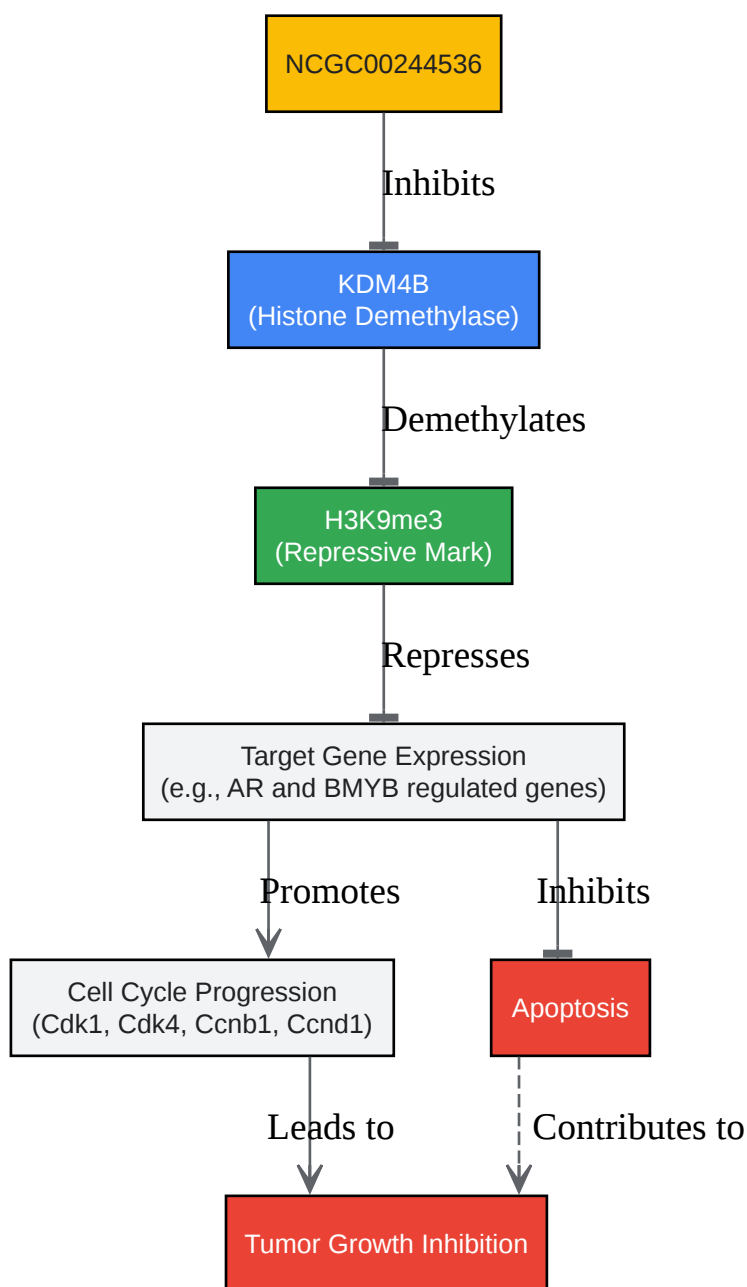 NCGC00244536
Inhibits
KDM4B
(Histone Demethylase)
Demethylates
H3K9me3
(Repressive Mark)
Represses
Target Gene Expression
(e.g., AR and BMYB regulated genes)
Promotes
Inhibits
Cell Cycle Progression
(Cdk1, Cdk4, Ccnb1, Ccnd1)
Apoptosis
Leads to
Contributes to
Tumor Growth Inhibition